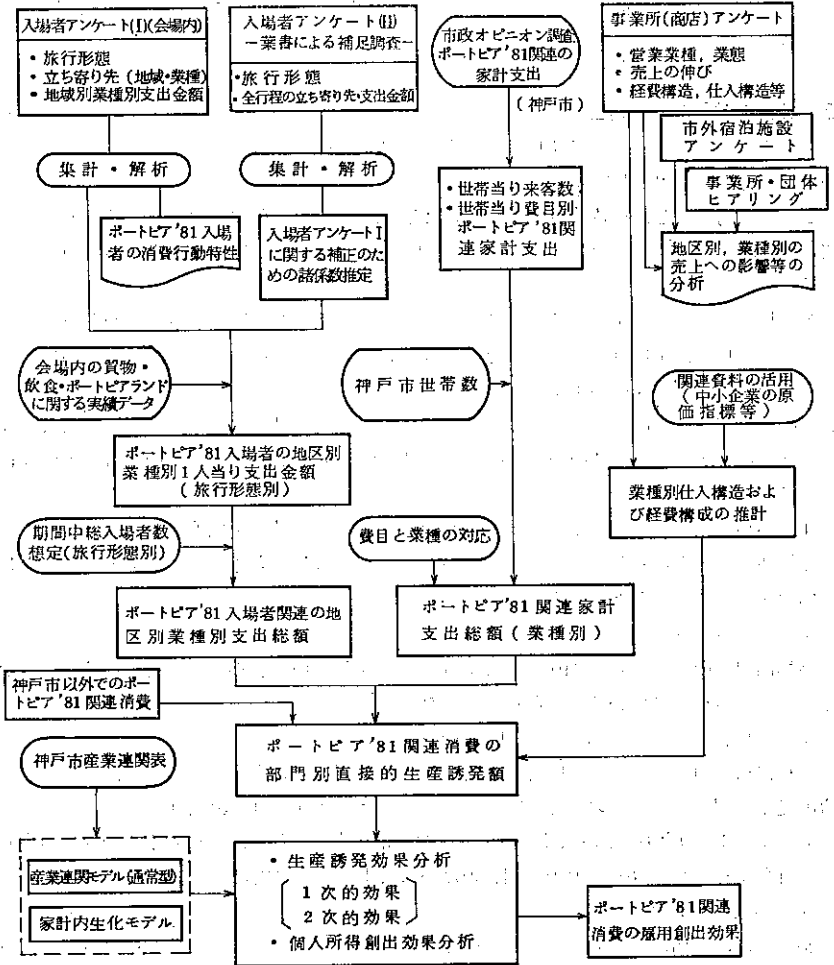 入場者アンケート(I)(会場内)
• 旅行形態
• 立ち寄り先(地域・業種)
• 地域別業種別支出金額
入場者アンケート(II)
−葉書による補足調査−
• 旅行形態
• 全行程の立ち寄り先・支出金額
市政オピニオン調査,
ポートピア'81関連の
家計支出
(神戸市)
事業所(商店)アンケート
• 営業業種, 業態
• 売上の伸び
• 経費構造, 仕入構造等
市外宿泊施設
アンケート
事業所・団体
ヒアリング
集計・解析
集計・解析
• 世帯当り来客数
• 世帯当り費目別
ポートピア'81関
連家計支出
ポートピア'81入場
者の消費行動特性
入場者アンケートI
に関する補正のた
めの諸係数推定
地区別, 業種別の
売上への影響等の
分析
会場内の買物・
飲食・ポートピアランド
に関する実績データ
神戸市世帯数
関連資料の活用
(中小企業の原
価指標等)
ポートピア'81入場者の地区別
業種別1人当り支出金額
(旅行形態別)
業種別仕入構造およ
び経費構成の推計
期間中総入場者数
想定(旅行形態別)
費目と業種の対応
ポートピア'81入場者関連の地
区別業種別支出総額
ポートピア'81関連家計
支出総額(業種別)
神戸市以外でのポー
トピア'81関連消費
ポートピア'81関連消費の
部門別直接的生産誘発額
神戸市産業連関表
産業連関モデル(通常型)
家計内生化モデル
• 生産誘発効果分析
1次的効果
2次的効果
• 個人所得創出効果分析
ポートピア'81関連
消費の雇用創出効果